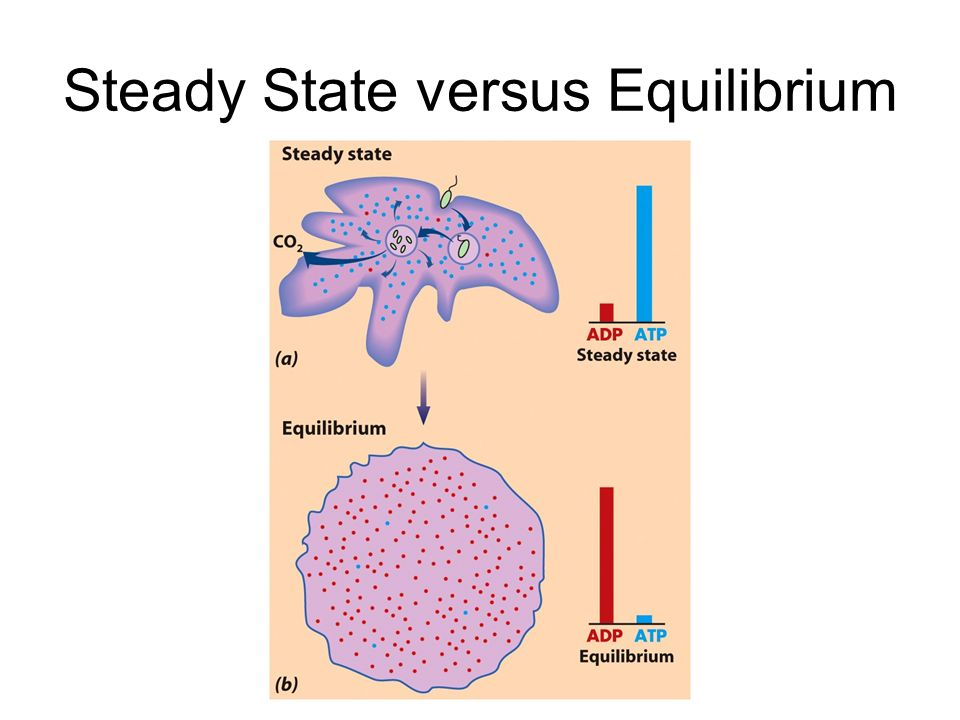 Steady State versus Equilibrium
Steady state
CO₂
ADP ATP
Steady state
(a)
Equilibrium
ADP ATP
Equilibrium
(b)